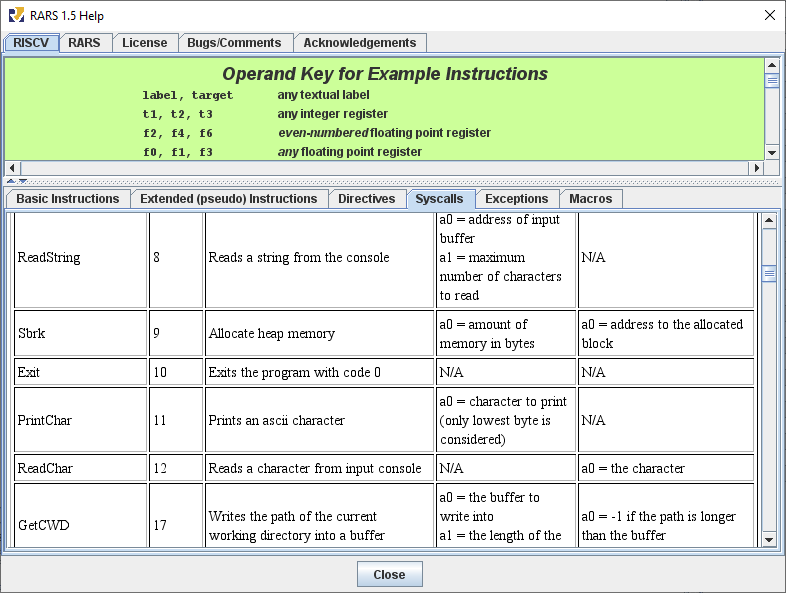 RARS 1.5 Help
RISCV RARS License Bugs/Comments Acknowledgements
Operand Key for Example Instructions
label, target any textual label
t1, t2, t3 any integer register
f2, f4, f6 even-numbered floating point register
f0, f1, f3 any floating point register
Basic Instructions Extended (pseudo) Instructions Directives Syscalls Exceptions Macros
ReadString 8 Reads a string from the console a0 = address of input
buffer
a1 = maximum
number of characters
to read N/A
Sbrk 9 Allocate heap memory a0 = amount of
memory in bytes a0 = address to the allocated
block
Exit 10 Exits the program with code 0 N/A N/A
PrintChar 11 Prints an ascii character a0 = character to print
(only lowest byte is
considered) N/A
ReadChar 12 Reads a character from input console N/A a0 = the character
GetCWD 17 Writes the path of the current
working directory into a buffer a0 = the buffer to
write into
a1 = the length of the a0 = -1 if the path is longer
than the buffer
Close